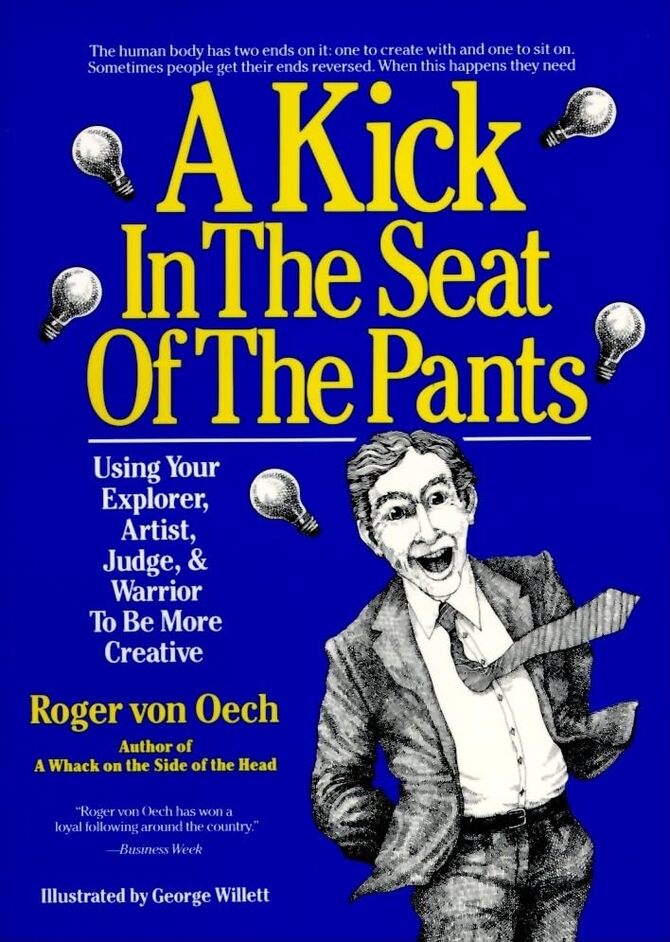 The human body has two ends on it: one to create with and one to sit on.
Sometimes people get their ends reversed. When this happens they need
A Kick
In The Seat
Of The Pants
Using Your
Explorer,
Artist,
Judge, &
Warrior
To Be More
Creative
Roger von Oech
Author of
A Whack on the Side of the Head
“Roger von Oech has won a
loyal following around the country.”
—Business Week
Illustrated by George Willett